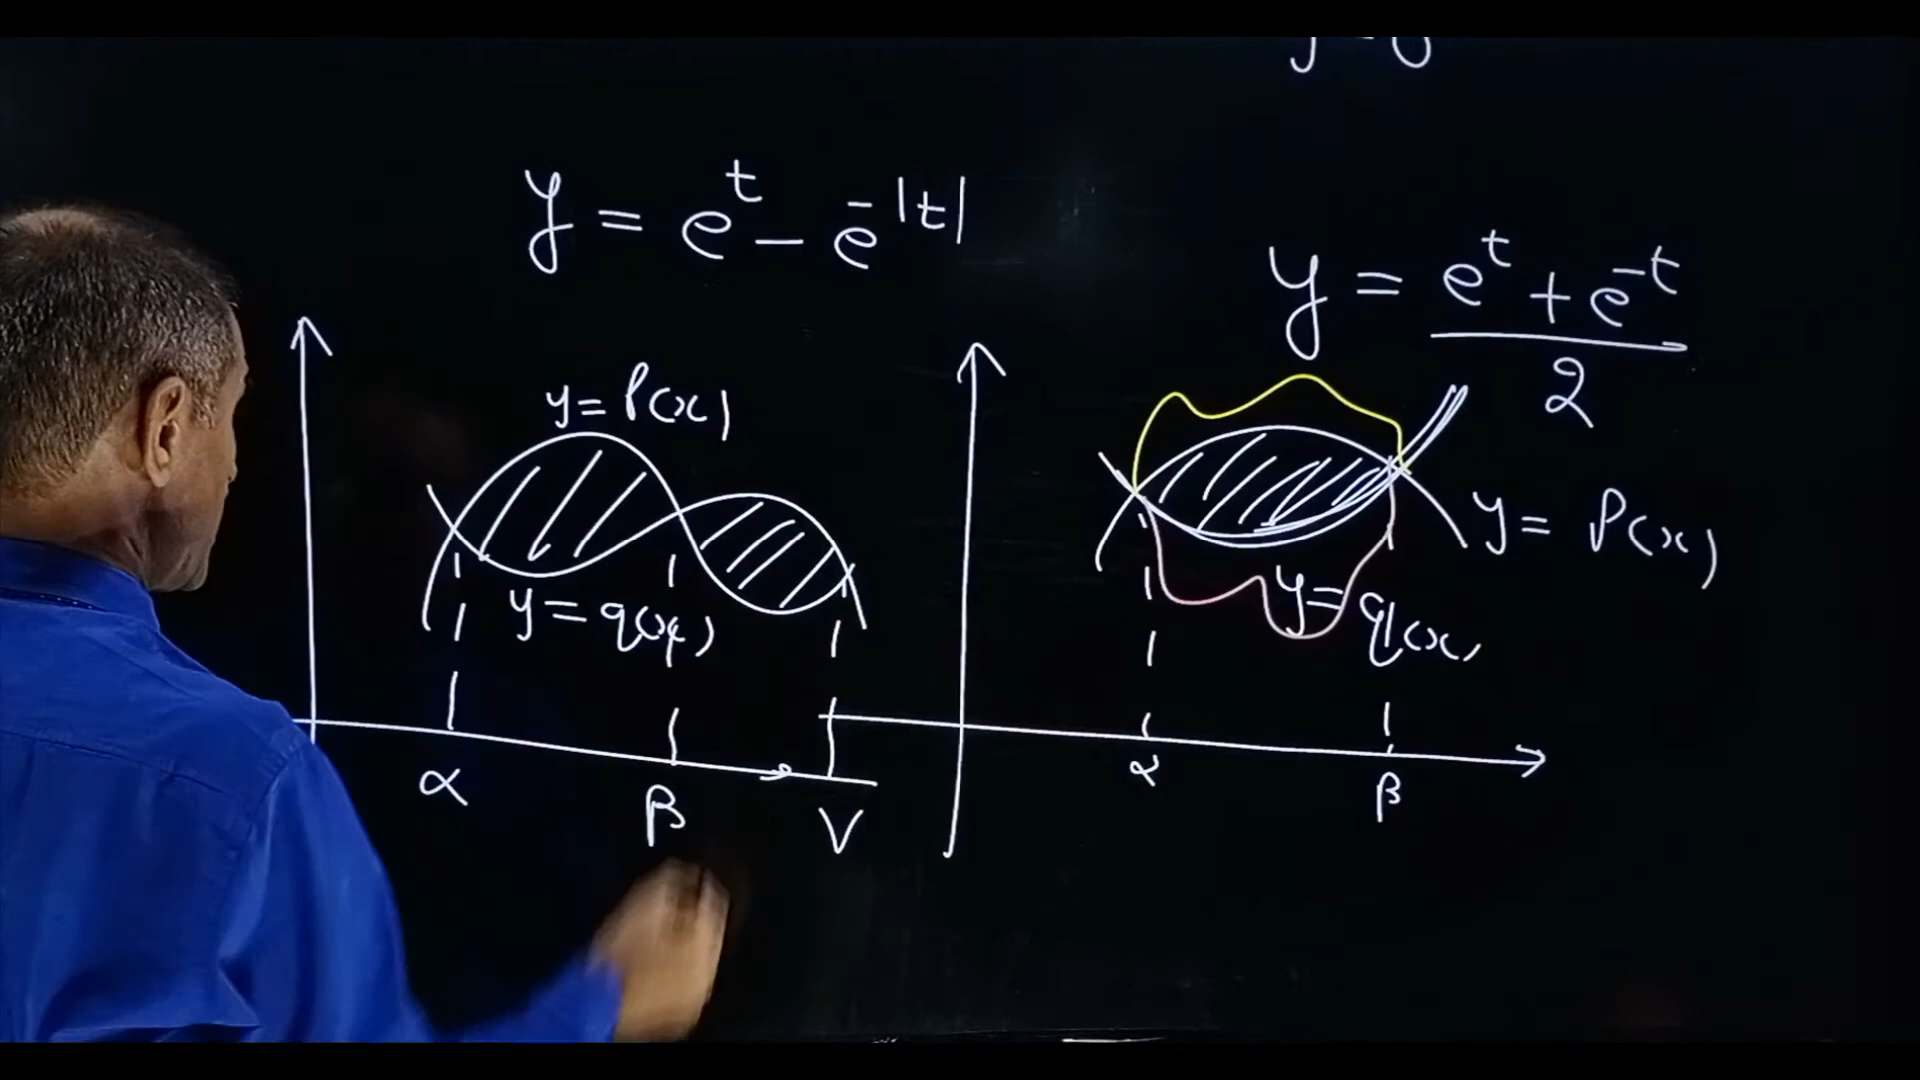 y = e^t - e^-|t|
y = (e^t + e^-t)/2
y = P(x)
y = q(x)
α
β
γ
y = P(x)
y = q(x)
α
β